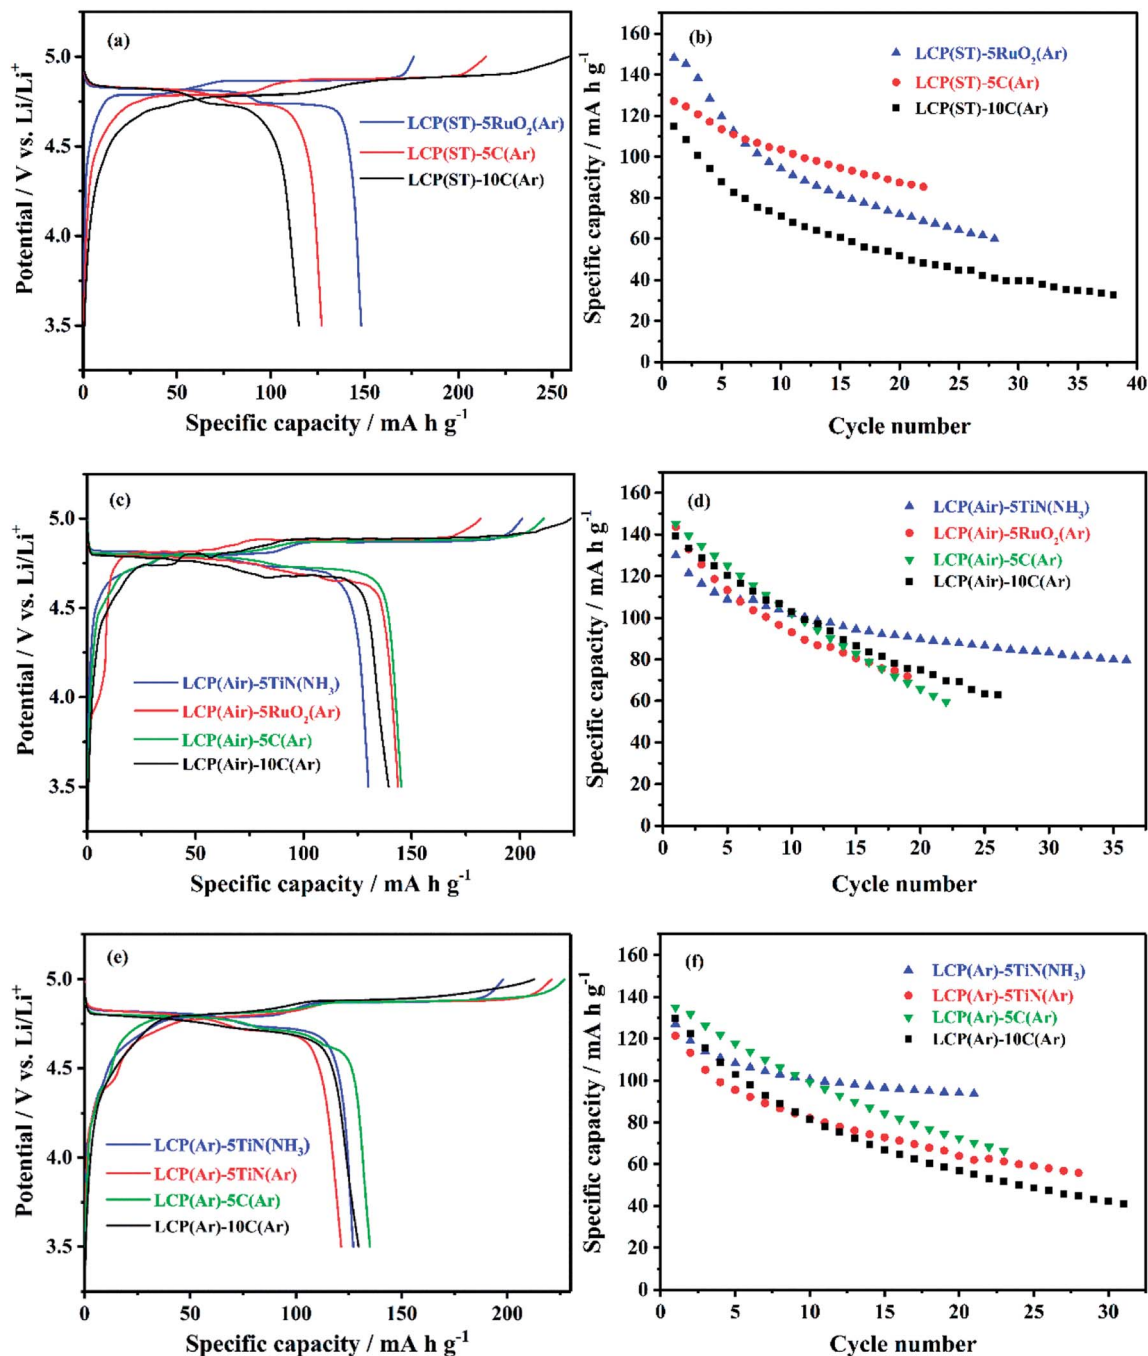 (a)
5.0
4.5
4.0
3.5
Potential / V vs. Li/Li⁺
LCP(ST)-5RuO₂(Ar)
LCP(ST)-5C(Ar)
LCP(ST)-10C(Ar)
0 50 100 150 200 250
Specific capacity / mA h g⁻¹
(b)
160
140
120
100
80
60
40
20
0
Specific capacity / mA h g⁻¹
LCP(ST)-5RuO₂(Ar)
LCP(ST)-5C(Ar)
LCP(ST)-10C(Ar)
0 5 10 15 20 25 30 35 40
Cycle number
(c)
5.0
4.5
4.0
3.5
Potential / V vs. Li/Li⁺
LCP(Air)-5TiN(NH₃)
LCP(Air)-5RuO₂(Ar)
LCP(Air)-5C(Ar)
LCP(Air)-10C(Ar)
0 50 100 150 200
Specific capacity / mA h g⁻¹
(d)
160
140
120
100
80
60
40
20
0
Specific capacity / mA h g⁻¹
LCP(Air)-5TiN(NH₃)
LCP(Air)-5RuO₂(Ar)
LCP(Air)-5C(Ar)
LCP(Air)-10C(Ar)
0 5 10 15 20 25 30 35
Cycle number
(e)
5.0
4.5
4.0
3.5
Potential / V vs. Li/Li⁺
LCP(Ar)-5TiN(NH₃)
LCP(Ar)-5TiN(Ar)
LCP(Ar)-5C(Ar)
LCP(Ar)-10C(Ar)
0 50 100 150 200
Specific capacity / mA h g⁻¹
(f)
160
140
120
100
80
60
40
20
0
Specific capacity / mA h g⁻¹
LCP(Ar)-5TiN(NH₃)
LCP(Ar)-5TiN(Ar)
LCP(Ar)-5C(Ar)
LCP(Ar)-10C(Ar)
0 5 10 15 20 25 30
Cycle number